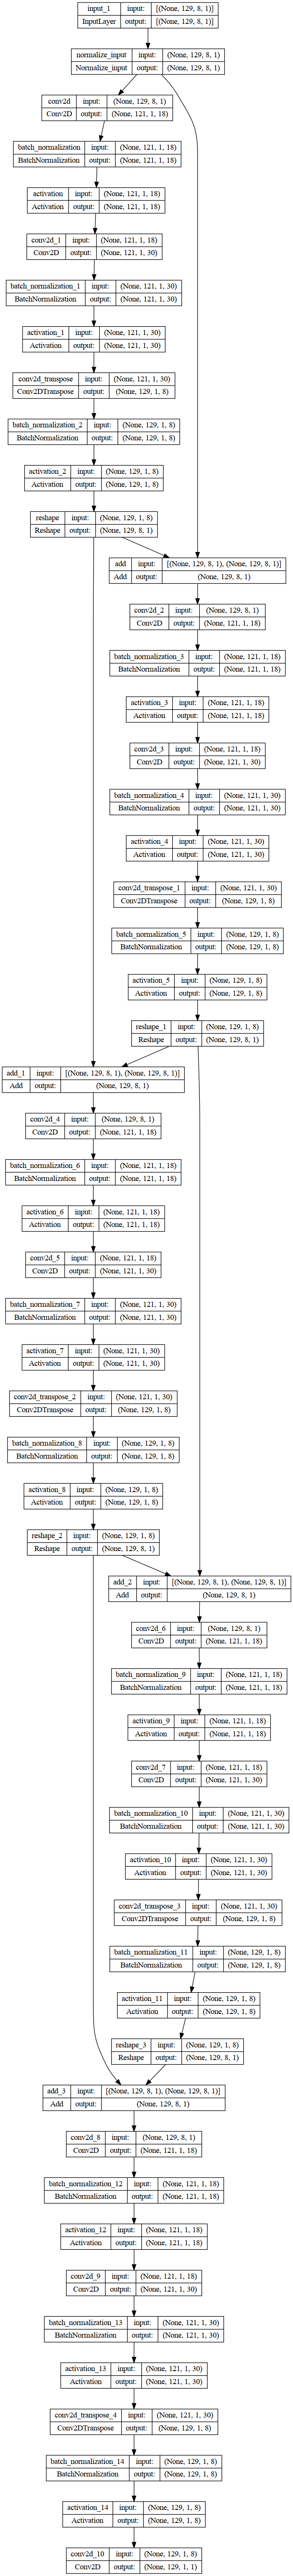 input_1 input: [(None, 129, 8, 1)]
InputLayer output: [(None, 129, 8, 1)]
normalize_input input: (None, 129, 8, 1)
Normalize_input output: (None, 129, 8, 1)
conv2d input: (None, 129, 8, 1)
Conv2D output: (None, 121, 1, 18)
batch_normalization input: (None, 121, 1, 18)
BatchNormalization output: (None, 121, 1, 18)
activation input: (None, 121, 1, 18)
Activation output: (None, 121, 1, 18)
conv2d_1 input: (None, 121, 1, 18)
Conv2D output: (None, 121, 1, 30)
batch_normalization_1 input: (None, 121, 1, 30)
BatchNormalization output: (None, 121, 1, 30)
activation_1 input: (None, 121, 1, 30)
Activation output: (None, 121, 1, 30)
conv2d_transpose input: (None, 121, 1, 30)
Conv2DTranspose output: (None, 129, 1, 8)
batch_normalization_2 input: (None, 129, 1, 8)
BatchNormalization output: (None, 129, 1, 8)
activation_2 input: (None, 129, 1, 8)
Activation output: (None, 129, 1, 8)
reshape input: (None, 129, 1, 8)
Reshape output: (None, 129, 8, 1)
add input: [(None, 129, 8, 1), (None, 129, 8, 1)]
Add output: (None, 129, 8, 1)
conv2d_2 input: (None, 129, 8, 1)
Conv2D output: (None, 121, 1, 18)
batch_normalization_3 input: (None, 121, 1, 18)
BatchNormalization output: (None, 121, 1, 18)
activation_3 input: (None, 121, 1, 18)
Activation output: (None, 121, 1, 18)
conv2d_3 input: (None, 121, 1, 18)
Conv2D output: (None, 121, 1, 30)
batch_normalization_4 input: (None, 121, 1, 30)
BatchNormalization output: (None, 121, 1, 30)
activation_4 input: (None, 121, 1, 30)
Activation output: (None, 121, 1, 30)
conv2d_transpose_1 input: (None, 121, 1, 30)
Conv2DTranspose output: (None, 129, 1, 8)
batch_normalization_5 input: (None, 129, 1, 8)
BatchNormalization output: (None, 129, 1, 8)
activation_5 input: (None, 129, 1, 8)
Activation output: (None, 129, 1, 8)
reshape_1 input: (None, 129, 1, 8)
Reshape output: (None, 129, 8, 1)
add_1 input: [(None, 129, 8, 1), (None, 129, 8, 1)]
Add output: (None, 129, 8, 1)
conv2d_4 input: (None, 129, 8, 1)
Conv2D output: (None, 121, 1, 18)
batch_normalization_6 input: (None, 121, 1, 18)
BatchNormalization output: (None, 121, 1, 18)
activation_6 input: (None, 121, 1, 18)
Activation output: (None, 121, 1, 18)
conv2d_5 input: (None, 121, 1, 18)
Conv2D output: (None, 121, 1, 30)
batch_normalization_7 input: (None, 121, 1, 30)
BatchNormalization output: (None, 121, 1, 30)
activation_7 input: (None, 121, 1, 30)
Activation output: (None, 121, 1, 30)
conv2d_transpose_2 input: (None, 121, 1, 30)
Conv2DTranspose output: (None, 129, 1, 8)
batch_normalization_8 input: (None, 129, 1, 8)
BatchNormalization output: (None, 129, 1, 8)
activation_8 input: (None, 129, 1, 8)
Activation output: (None, 129, 1, 8)
reshape_2 input: (None, 129, 1, 8)
Reshape output: (None, 129, 8, 1)
add_2 input: [(None, 129, 8, 1), (None, 129, 8, 1)]
Add output: (None, 129, 8, 1)
conv2d_6 input: (None, 129, 8, 1)
Conv2D output: (None, 121, 1, 18)
batch_normalization_9 input: (None, 121, 1, 18)
BatchNormalization output: (None, 121, 1, 18)
activation_9 input: (None, 121, 1, 18)
Activation output: (None, 121, 1, 18)
conv2d_7 input: (None, 121, 1, 18)
Conv2D output: (None, 121, 1, 30)
batch_normalization_10 input: (None, 121, 1, 30)
BatchNormalization output: (None, 121, 1, 30)
activation_10 input: (None, 121, 1, 30)
Activation output: (None, 121, 1, 30)
conv2d_transpose_3 input: (None, 121, 1, 30)
Conv2DTranspose output: (None, 129, 1, 8)
batch_normalization_11 input: (None, 129, 1, 8)
BatchNormalization output: (None, 129, 1, 8)
activation_11 input: (None, 129, 1, 8)
Activation output: (None, 129, 1, 8)
reshape_3 input: (None, 129, 1, 8)
Reshape output: (None, 129, 8, 1)
add_3 input: [(None, 129, 8, 1), (None, 129, 8, 1)]
Add output: (None, 129, 8, 1)
conv2d_8 input: (None, 129, 8, 1)
Conv2D output: (None, 121, 1, 18)
batch_normalization_12 input: (None, 121, 1, 18)
BatchNormalization output: (None, 121, 1, 18)
activation_12 input: (None, 121, 1, 18)
Activation output: (None, 121, 1, 18)
conv2d_9 input: (None, 121, 1, 18)
Conv2D output: (None, 121, 1, 30)
batch_normalization_13 input: (None, 121, 1, 30)
BatchNormalization output: (None, 121, 1, 30)
activation_13 input: (None, 121, 1, 30)
Activation output: (None, 121, 1, 30)
conv2d_transpose_4 input: (None, 121, 1, 30)
Conv2DTranspose output: (None, 129, 1, 8)
batch_normalization_14 input: (None, 129, 1, 8)
BatchNormalization output: (None, 129, 1, 8)
activation_14 input: (None, 129, 1, 8)
Activation output: (None, 129, 1, 8)
conv2d_10 input: (None, 129, 1, 8)
Conv2D output: (None, 129, 1, 1)